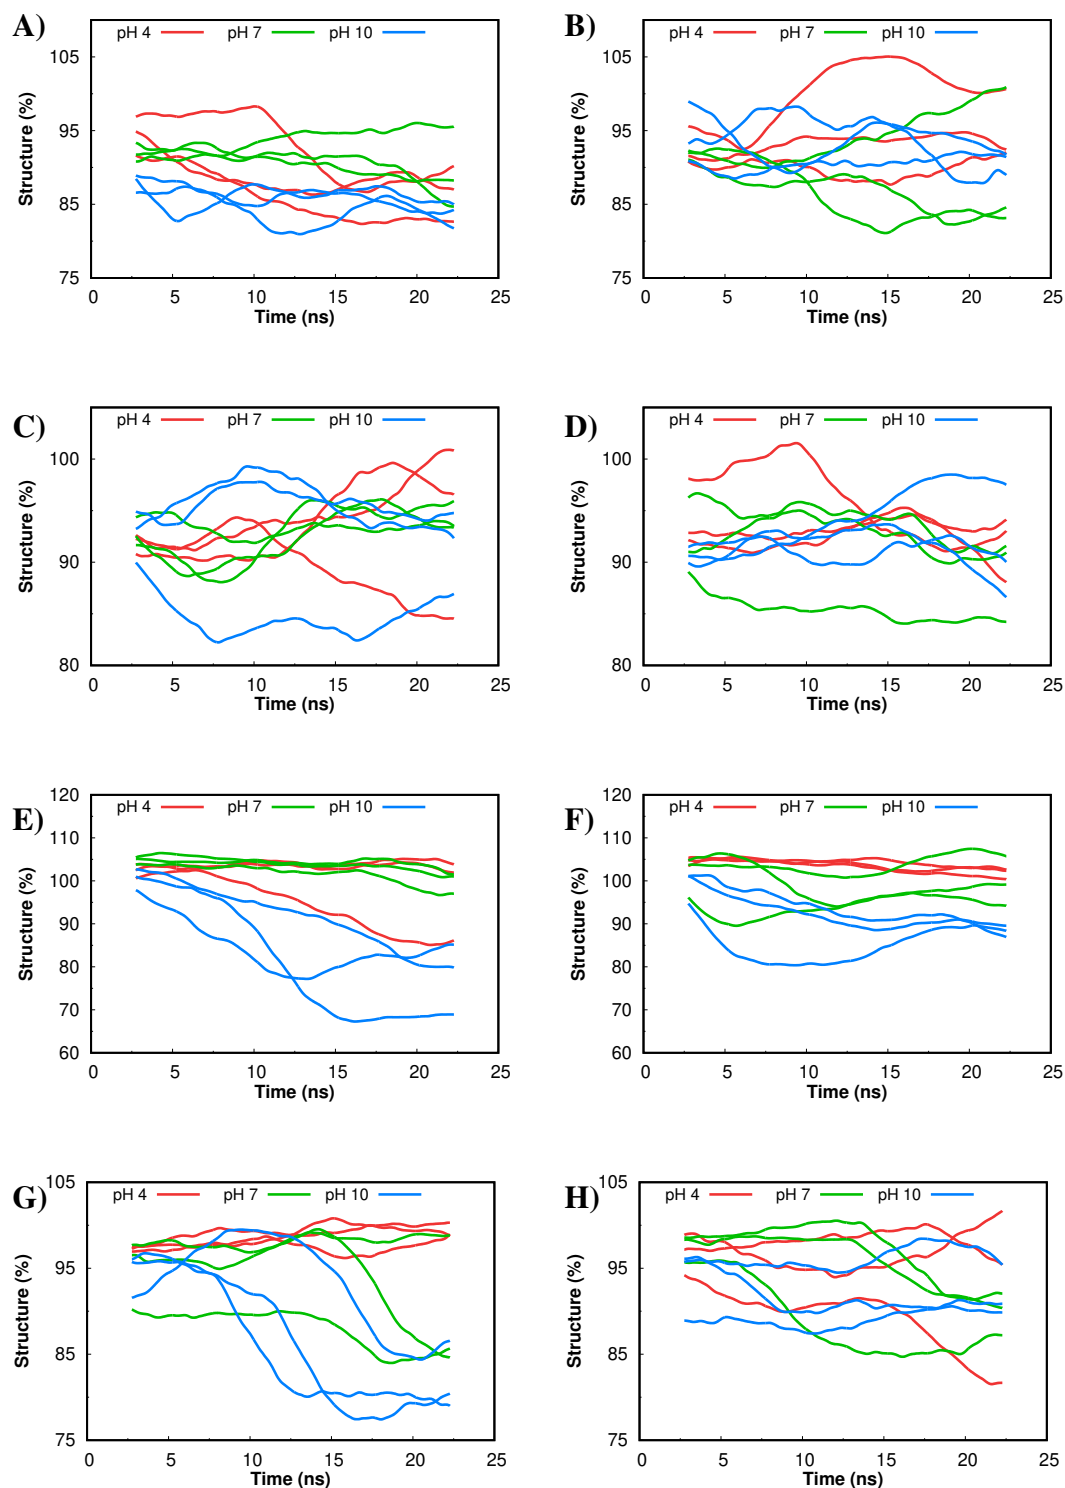 A)
pH 4 pH 7 pH 10
Structure (%)
105
95
85
75
0 5 10 15 20 25
Time (ns)
B)
pH 4 pH 7 pH 10
Structure (%)
105
95
85
75
0 5 10 15 20 25
Time (ns)
C)
pH 4 pH 7 pH 10
Structure (%)
100
90
80
0 5 10 15 20 25
Time (ns)
D)
pH 4 pH 7 pH 10
Structure (%)
100
90
80
0 5 10 15 20 25
Time (ns)
E)
pH 4 pH 7 pH 10
Structure (%)
120
110
100
90
80
70
60
0 5 10 15 20 25
Time (ns)
F)
pH 4 pH 7 pH 10
Structure (%)
120
110
100
90
80
70
60
0 5 10 15 20 25
Time (ns)
G)
pH 4 pH 7 pH 10
Structure (%)
105
95
85
75
0 5 10 15 20 25
Time (ns)
H)
pH 4 pH 7 pH 10
Structure (%)
105
95
85
75
0 5 10 15 20 25
Time (ns)